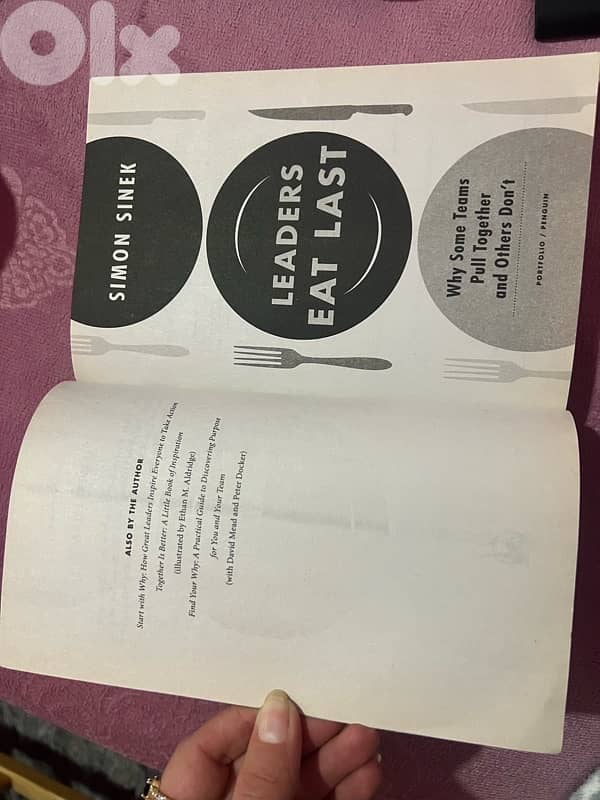 olx
SIMON SINEK
LEADERS
EAT LAST
Why Some Teams
Pull Together
and Others Don't
PORTFOLIO / PENGUIN
ALSO BY THE AUTHOR
Start with Why: How Great Leaders Inspire Everyone to Take Action
Together Is Better: A Little Book of Inspiration
(illustrated by Ethan M. Aldridge)
Find Your Why: A Practical Guide to Discovering Purpose
for You and Your Team
(with David Mead and Peter Docker)